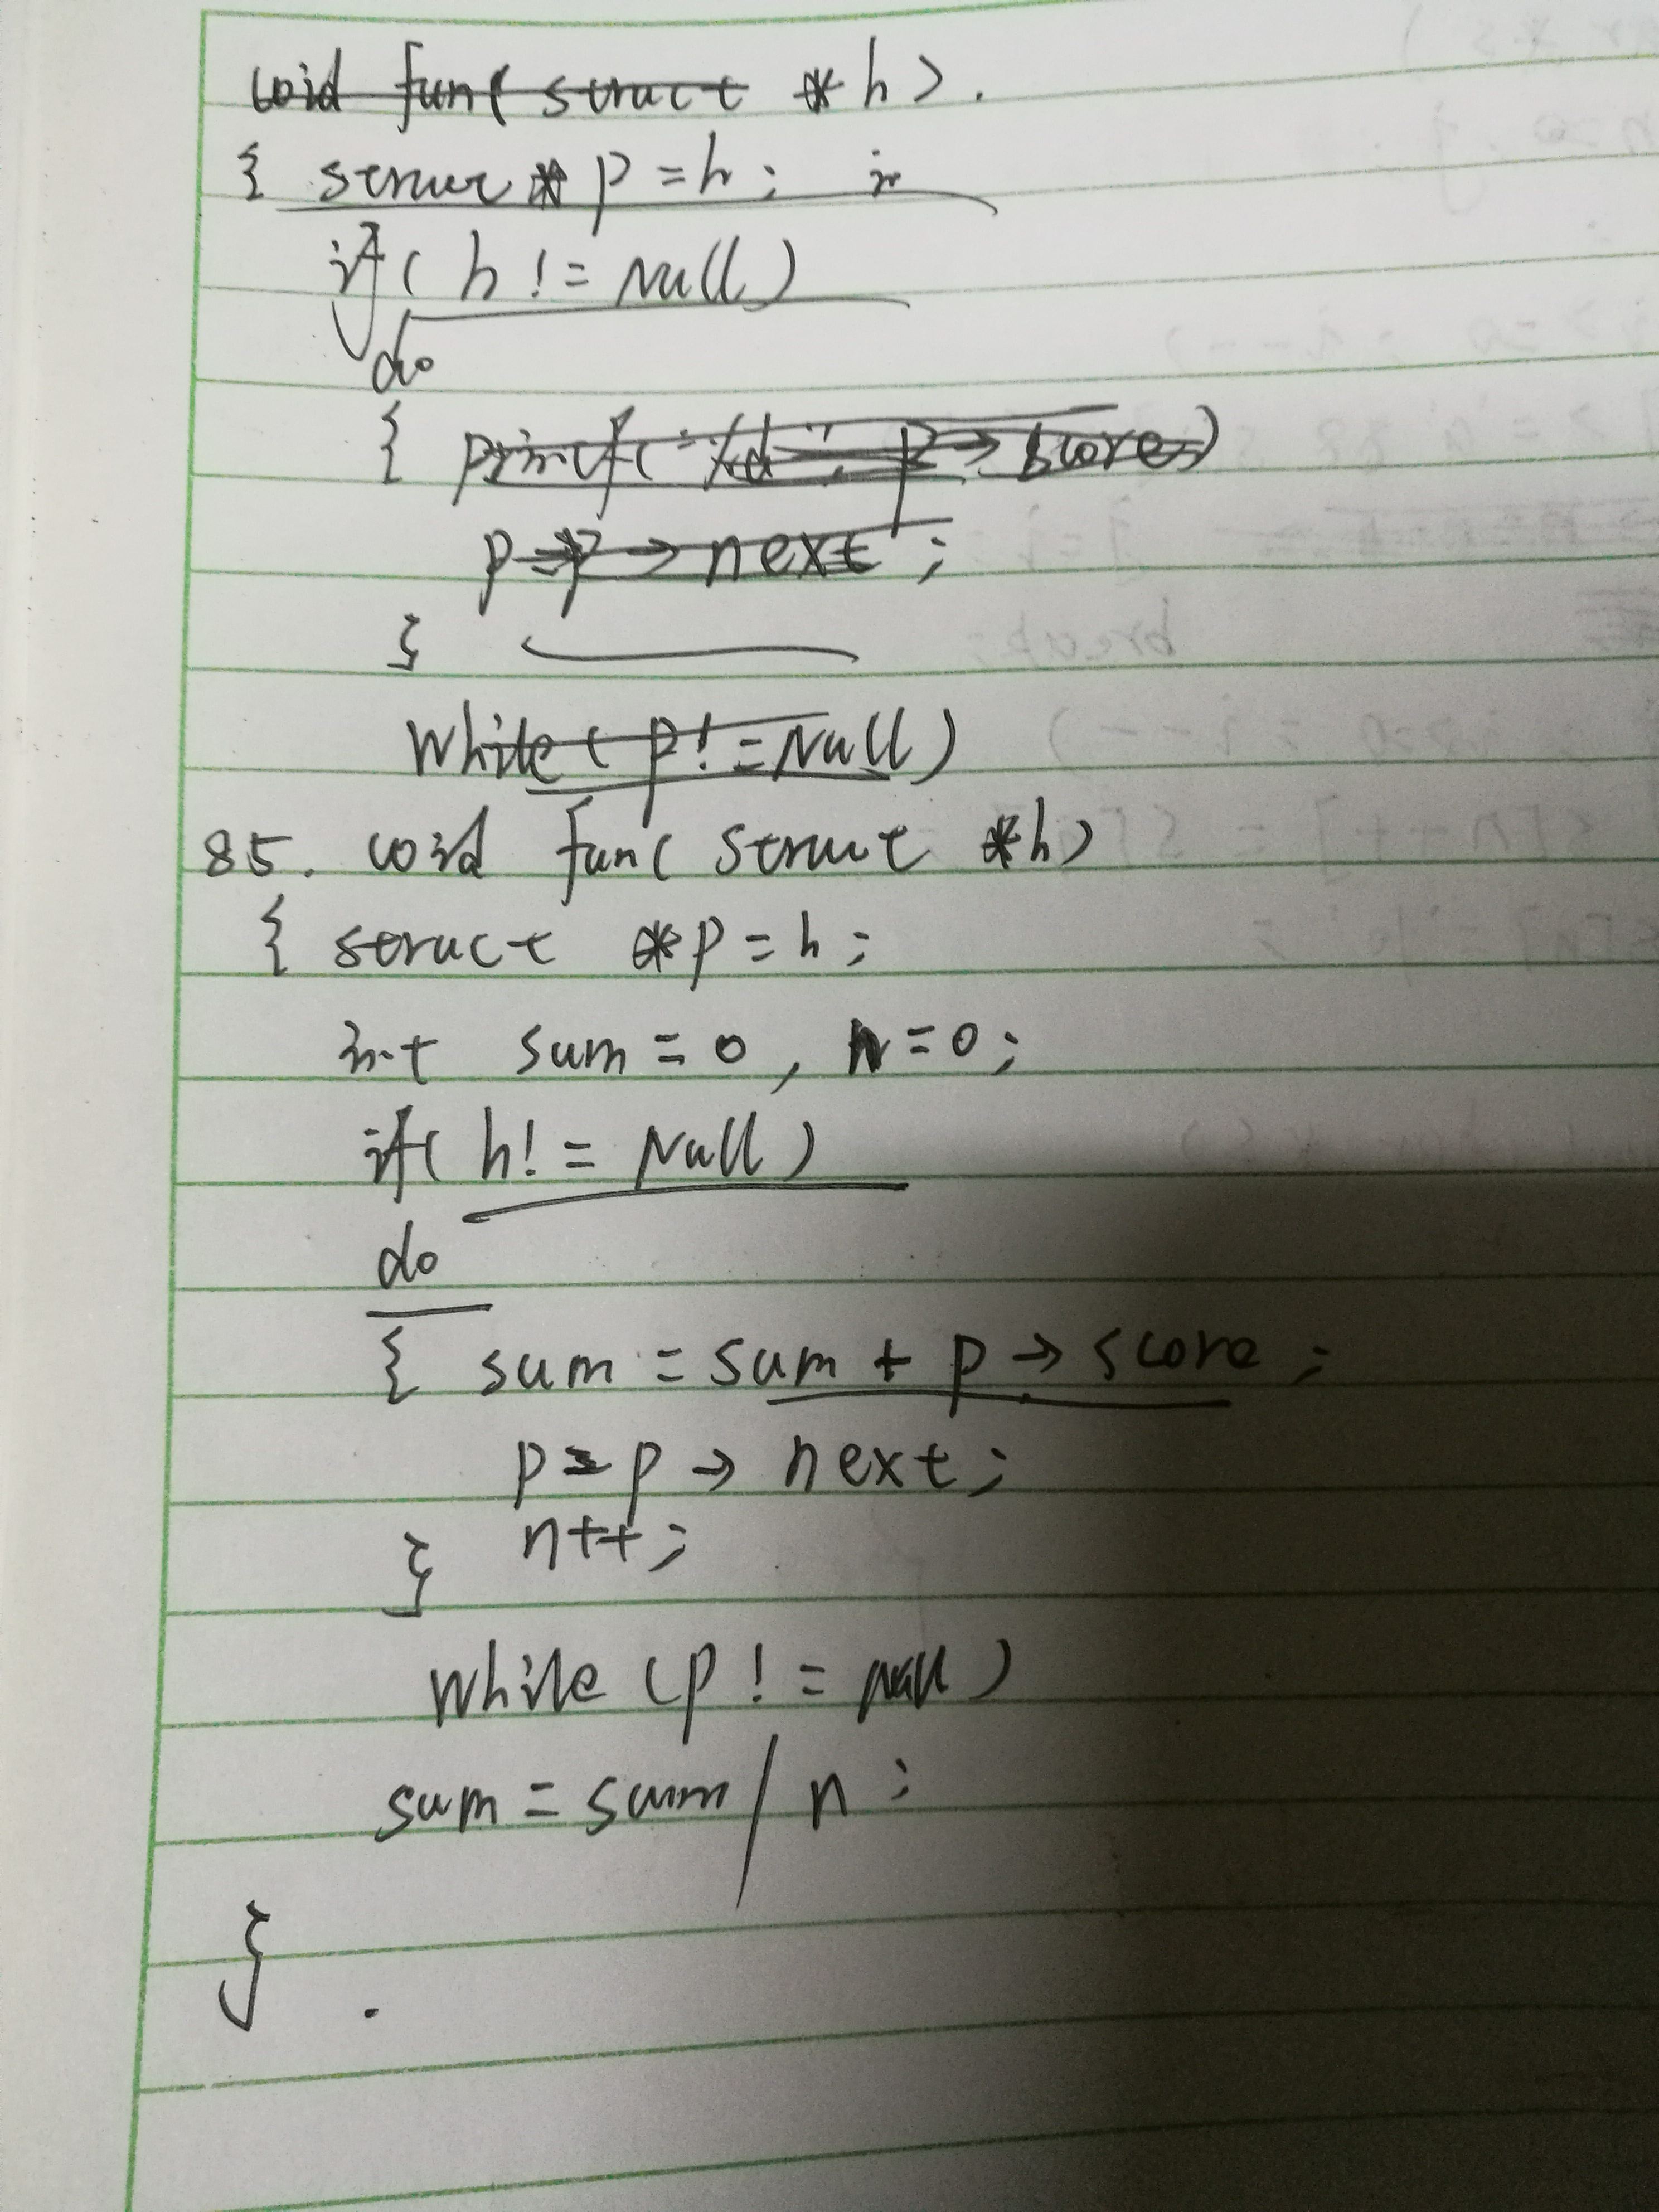 void fun( struct *h).
{ struct * p = h; in
if( h != Null)
do
{ printf( "%d", p→score)
p=p→next;
}
while( p!=Null)
85. void fun( struct *h)
{ struct *p = h;
int sum = 0, n=0;
if( h! = Null)
do
{ sum = sum + p→score;
p=p→next;
n++;
}
while (p != Null)
sum = sum / n;
}.